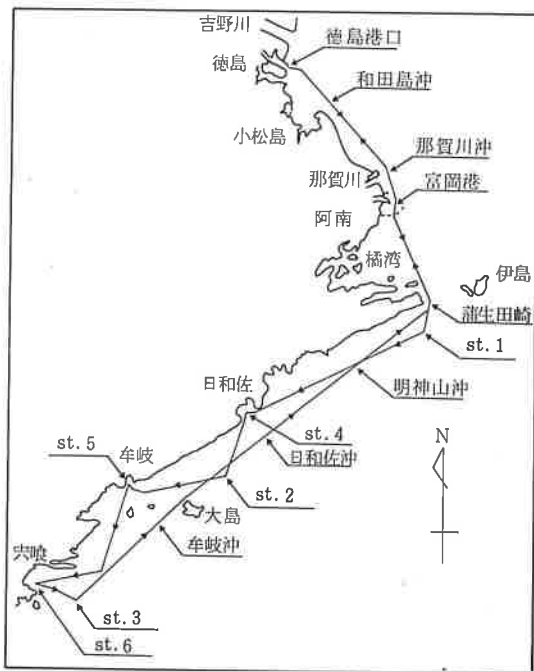 吉野川
徳島港口
徳島
和田島沖
小松島
那賀川沖
那賀川
富岡港
阿南
橘湾
伊島
蒲生田崎
st.1
明神山沖
日和佐
st.4
日和佐沖
N
st.5
牟岐
st.2
大島
牟岐沖
宍喰
st.3
st.6